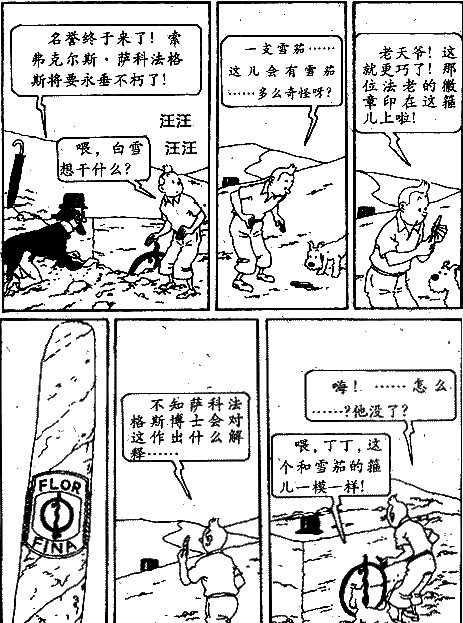 名誉终于来了！索
弗克尔斯·萨科法格
斯将要永垂不朽了！
汪汪
汪汪
喂，白雪
想干什么？
一支雪茄……
这儿会有雪茄
……多么奇怪呀？
老天爷！这
就更巧了！那
位法老的徽
章印在这箍
儿上啦！
FLOR
FINA
不知萨科法
格斯博士会对
这作出什么解
释……
嗨！……怎么
……？他没了？
喂，丁丁，这
个和雪茄的箍
儿一模一样！